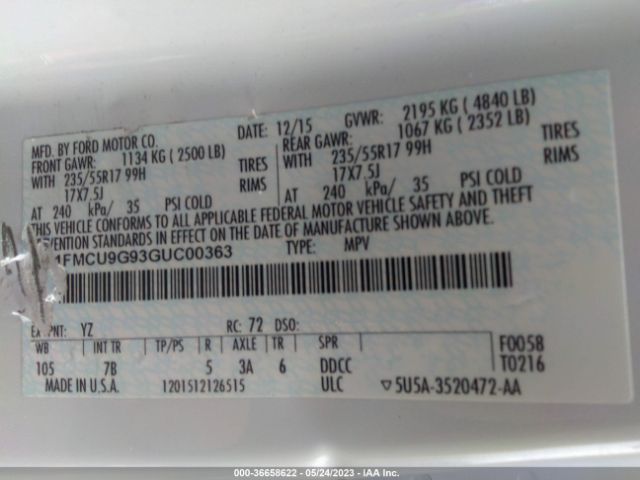 MFD. BY FORD MOTOR CO.
DATE: 12/15
GVWR: 2195 KG ( 4840 LB)
FRONT GAWR: 1134 KG ( 2500 LB)
REAR GAWR: 1067 KG ( 2352 LB)
WITH 235/55R17 99H TIRES
WITH 235/55R17 99H TIRES
17X7.5J RIMS
17X7.5J RIMS
AT 240 kPa/ 35 PSI COLD
AT 240 kPa/ 35 PSI COLD
THIS VEHICLE CONFORMS TO ALL APPLICABLE FEDERAL MOTOR VEHICLE SAFETY AND THEFT
VENTION STANDARDS IN EFFECT ON THE DATE OF MANUFACTURE SHOWN ABOVE.
1FMCU9G93GUC00363
TYPE: MPV
EX PNT: YZ
RC: 72 DSO:
WB INT TR TP/PS R AXLE TR SPR
F0058
105 7B 5 3A 6 DDCC
T0216
MADE IN U.S.A. 1201512126515 ULC
▽5U5A-3520472-AA
000-36658622 - 05/24/2023 - IAA Inc.